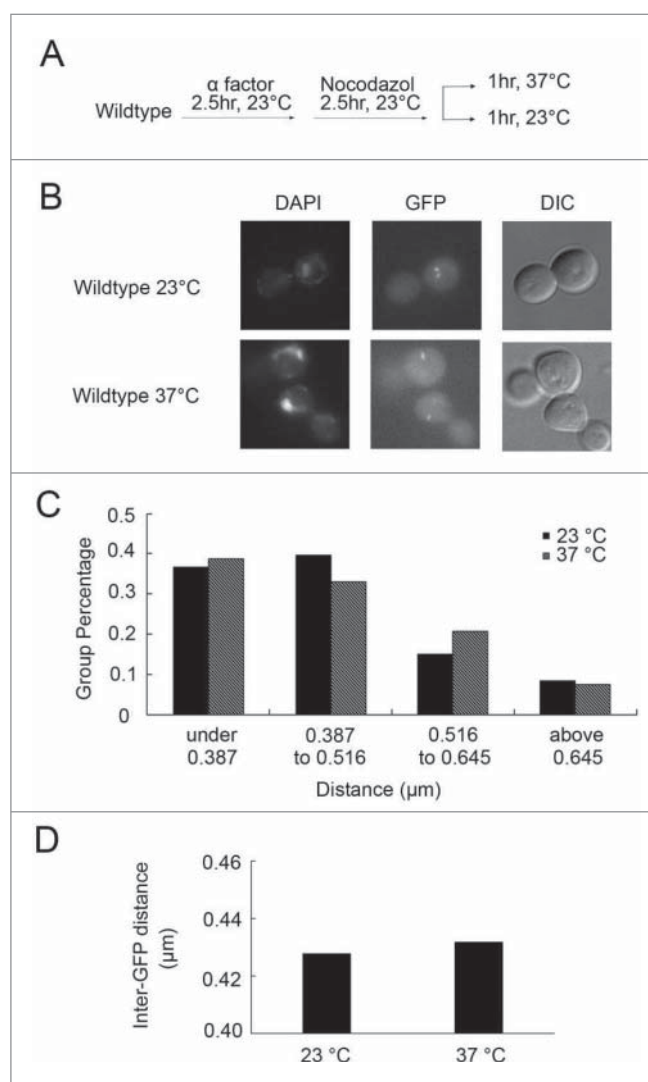 A
Wildtype
α factor
2.5hr, 23°C
Nocodazol
2.5hr, 23°C
1hr, 37°C
1hr, 23°C
B
DAPI GFP DIC
Wildtype 23°C
Wildtype 37°C
C
Group Percentage
0.5
0.4
0.3
0.2
0.1
0
23 °C
37 °C
under 0.387 0.516 above
0.387 to 0.516 to 0.645 0.645
Distance (µm)
D
Inter-GFP distance
(µm)
0.46
0.44
0.42
0.40
23 °C 37 °C